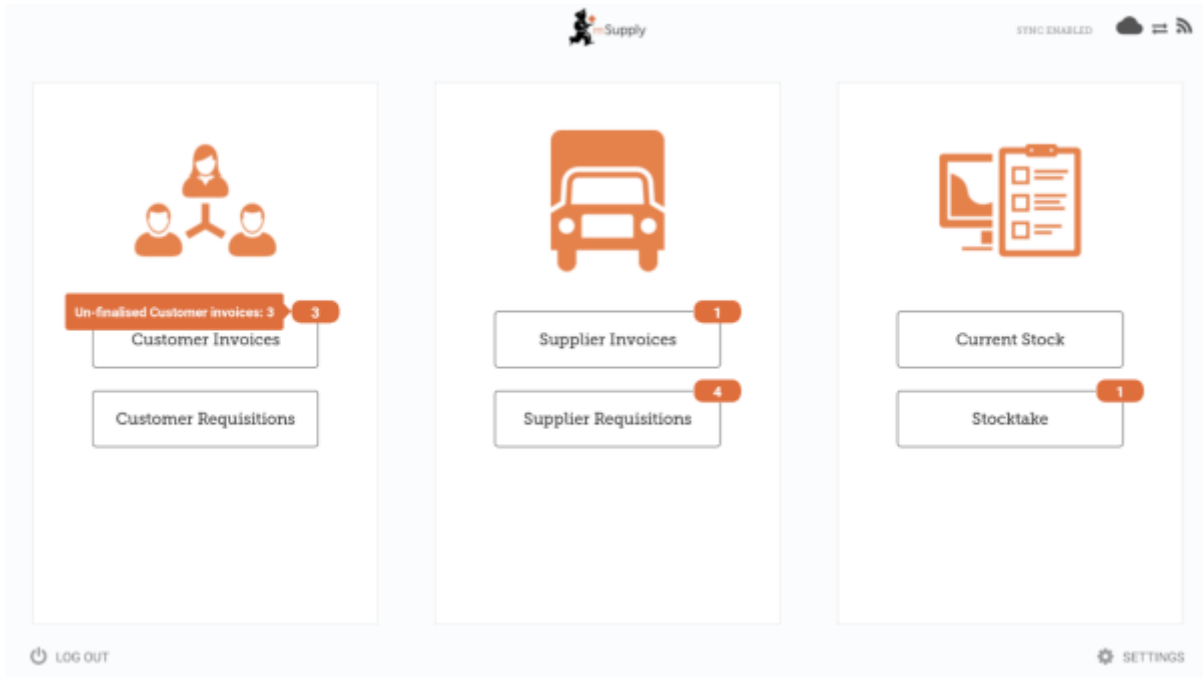 mSupply
SYNC ENABLED
Un-finalised Customer invoices: 3
3
Customer Invoices
Customer Requisitions
1
Supplier Invoices
4
Supplier Requisitions
Current Stock
1
Stocktake
LOG OUT
SETTINGS